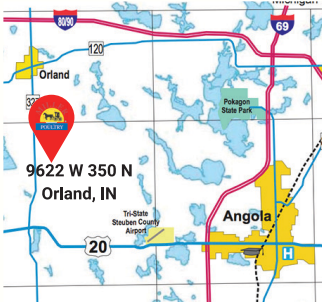 Michigan
80/90
69
120
Orland
327
Pokagon
State Park
POULTRY
9622 W 350 N
Orland, IN
Tri-State
Steuben County
Airport
Angola
20
H